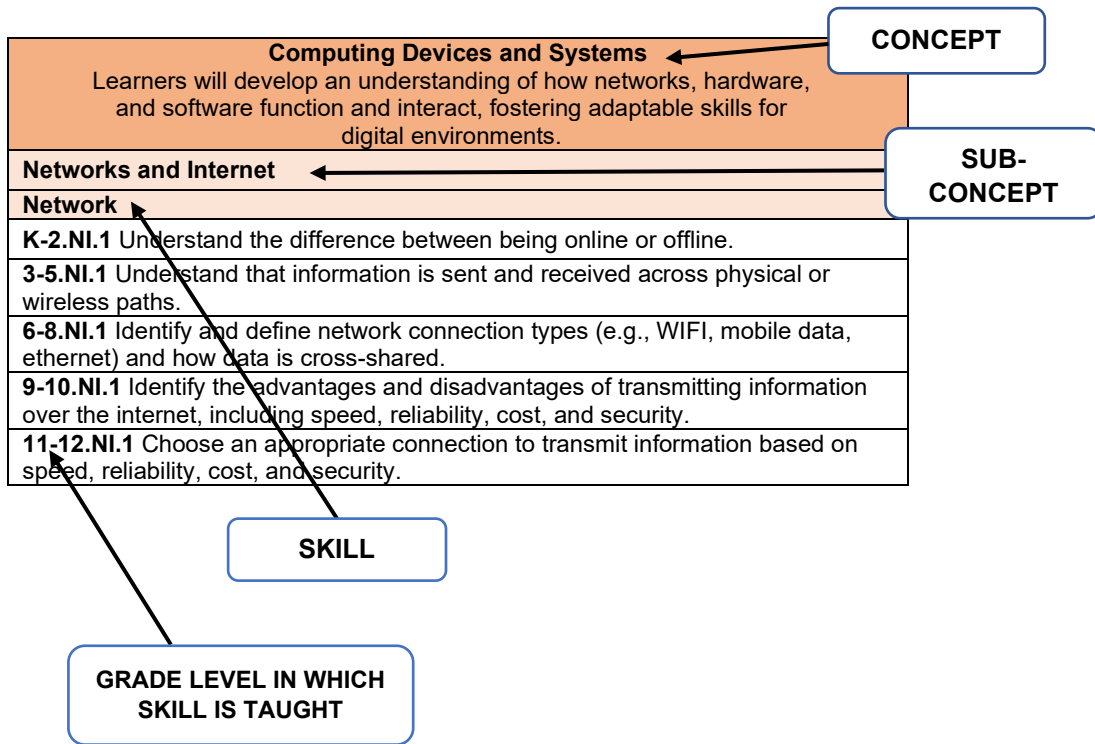 CONCEPT
Computing Devices and Systems
Learners will develop an understanding of how networks, hardware,
and software function and interact, fostering adaptable skills for
digital environments.
SUB-
CONCEPT
Networks and Internet
Network
K-2.NI.1 Understand the difference between being online or offline.
3-5.NI.1 Understand that information is sent and received across physical or
wireless paths.
6-8.NI.1 Identify and define network connection types (e.g., WIFI, mobile data,
ethernet) and how data is cross-shared.
9-10.NI.1 Identify the advantages and disadvantages of transmitting information
over the internet, including speed, reliability, cost, and security.
11-12.NI.1 Choose an appropriate connection to transmit information based on
speed, reliability, cost, and security.
SKILL
GRADE LEVEL IN WHICH
SKILL IS TAUGHT